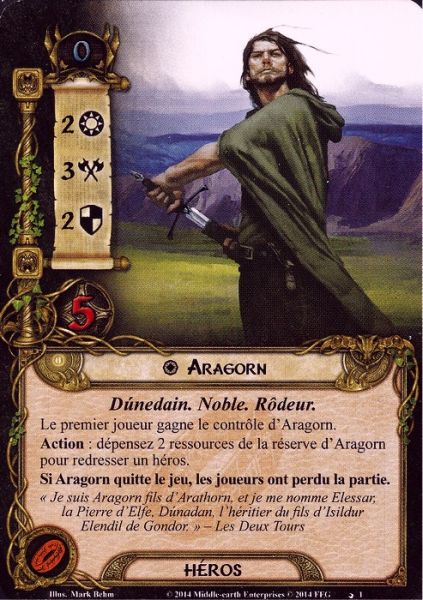 0
2
3
2
5
Aragorn
Dúnedain. Noble. Rôdeur.
Le premier joueur gagne le contrôle d'Aragorn.
Action : dépensez 2 ressources de la réserve d'Aragorn
pour redresser un héros.
Si Aragorn quitte le jeu, les joueurs ont perdu la partie.
« Je suis Aragorn fils d'Arathorn, et je me nomme Elessar,
la Pierre d'Elfe, Dúnadan, l'héritier du fils d'Isildur
Elendil de Gondor. » – Les Deux Tours
HÉROS
Illus. Mark Behm © 2014 Middle-earth Enterprises © 2014 FFG 1